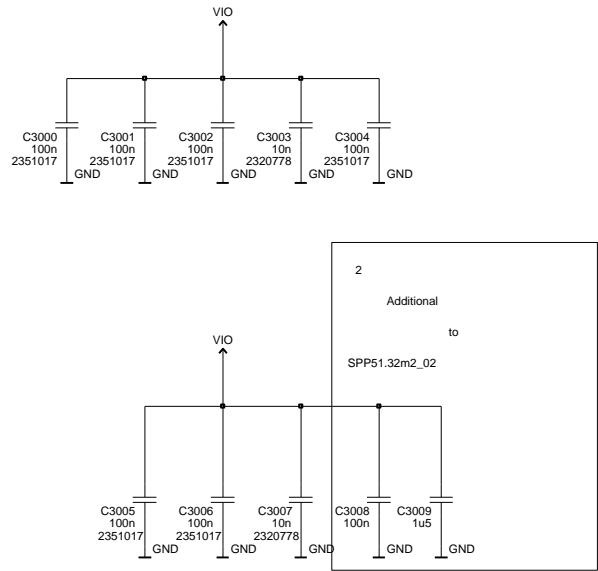 VIO
C3000 C3001 C3002 C3003 C3004
100n 100n 100n 10n 100n
2351017 2351017 2351017 2320778 2351017
GND GND GND GND GND
2
Additional
to
VIO
SPP51.32m2_02
C3005 C3006 C3007 C3008 C3009
100n 100n 10n 100n 1u5
2351017 2351017 2320778
GND GND GND GND GND